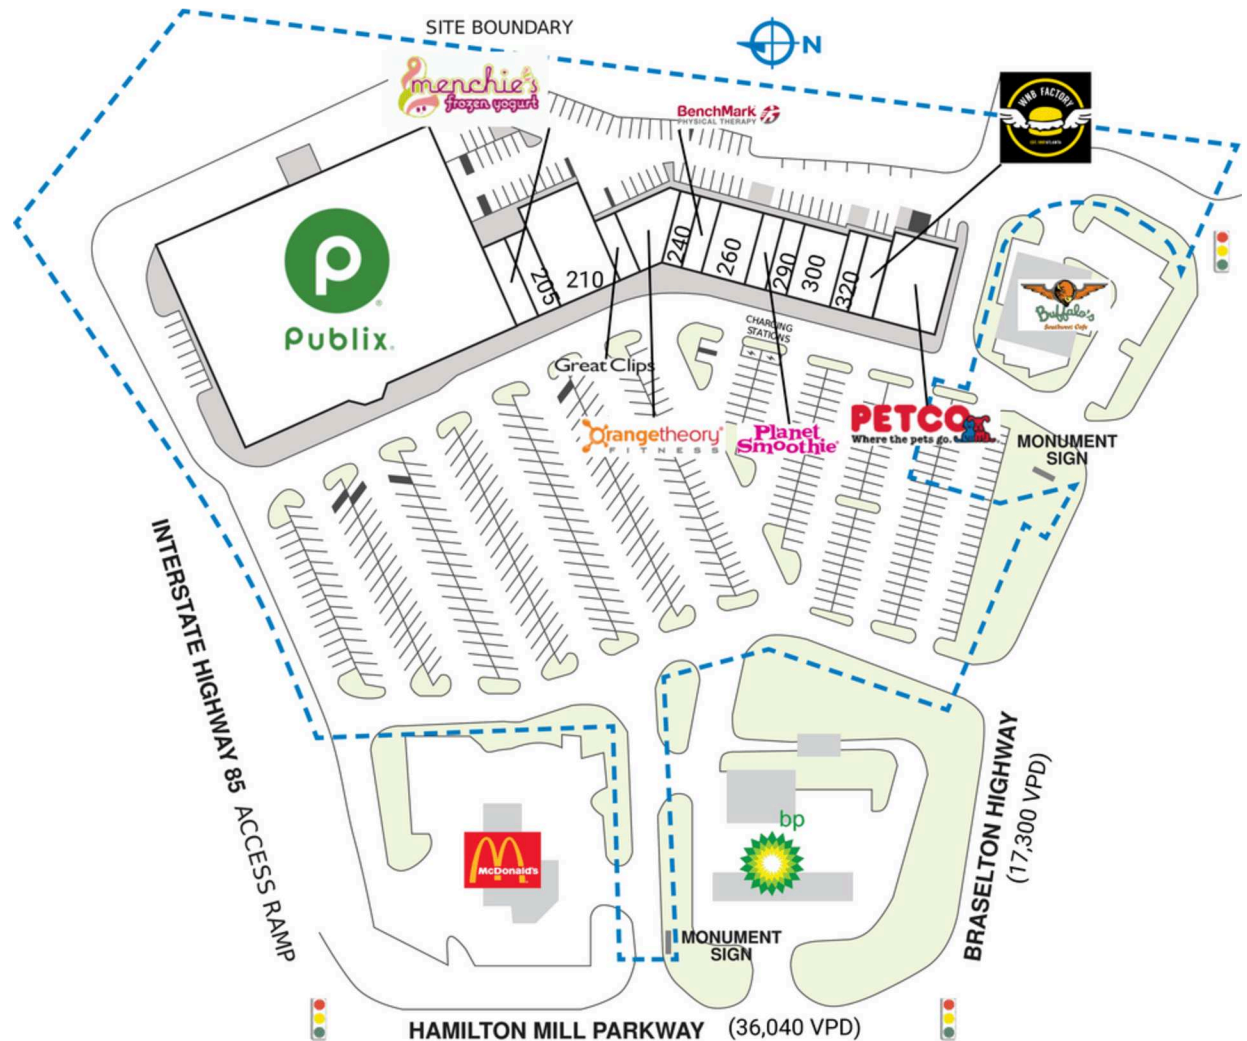 SITE BOUNDARY
N
menchie's
frozen yogurt
BenchMark
PHYSICAL THERAPY
WNB FACTORY
Publix
205
210
240
260
290
300
320
Buffalo's
Southwest Cafe
CHARGING
STATIONS
Great Clips
Orangetheory
FITNESS
Planet
Smoothie
PETCO
Where the pets go.
MONUMENT
SIGN
INTERSTATE HIGHWAY 85 ACCESS RAMP
McDonald's
bp
MONUMENT
SIGN
BRASELTON HIGHWAY
(17,300 VPD)
HAMILTON MILL PARKWAY (36,040 VPD)